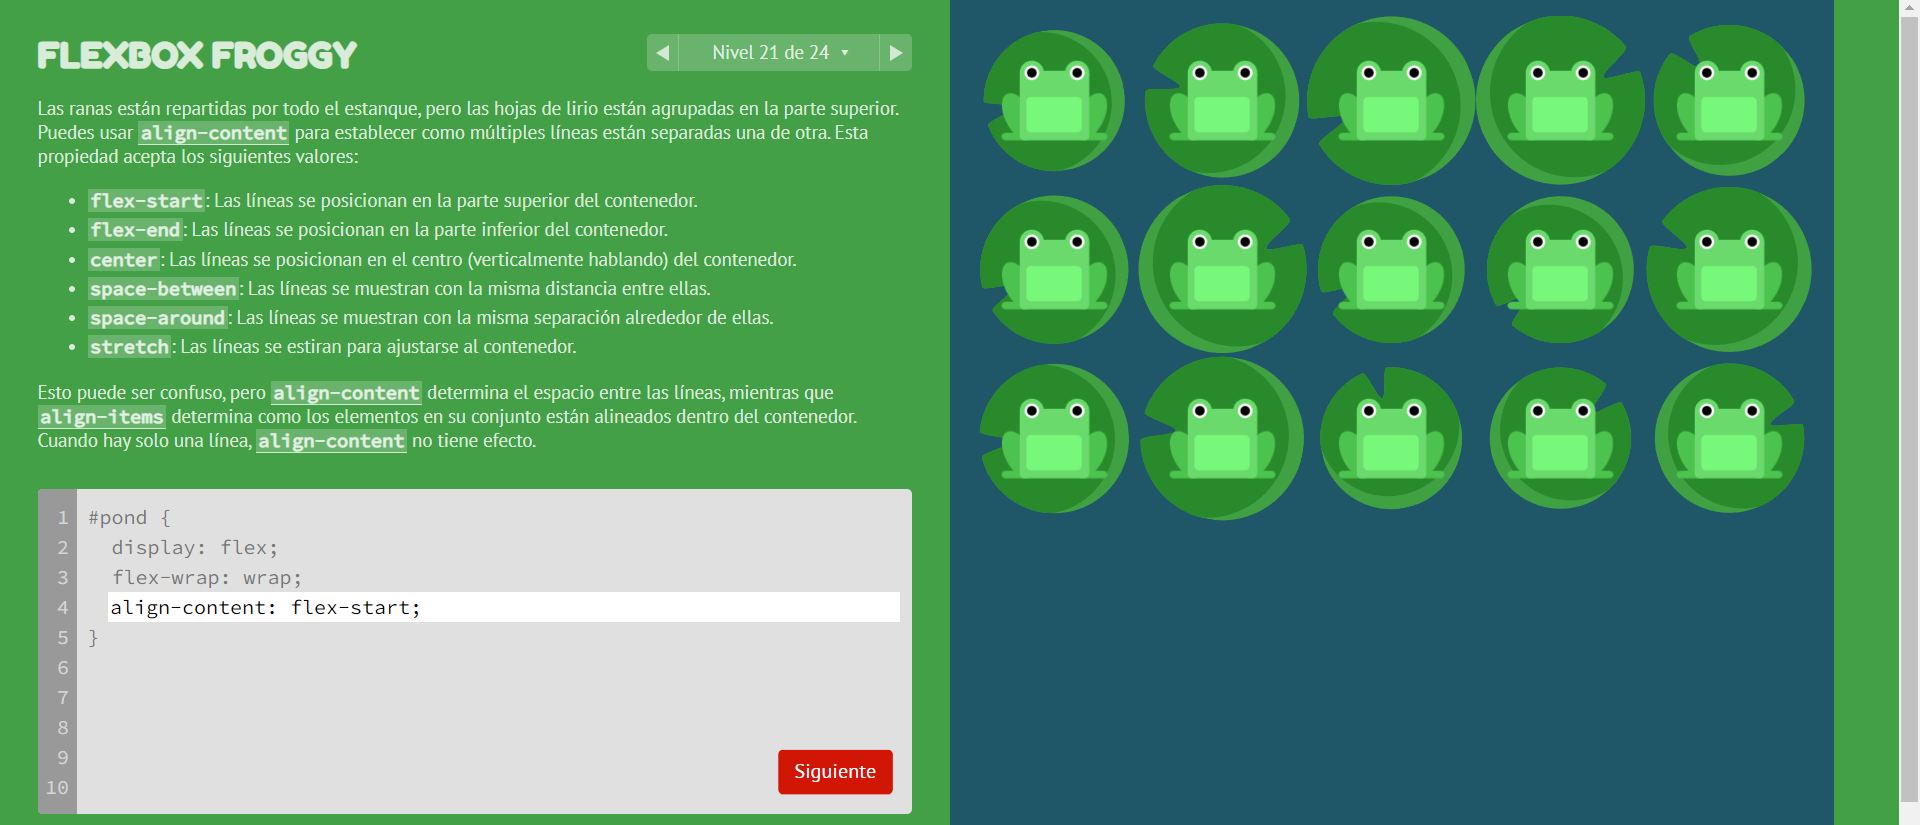 FLEXBOX FROGGY
◀ Nivel 21 de 24 ▾ ▶
Las ranas están repartidas por todo el estanque, pero las hojas de lirio están agrupadas en la parte superior.
Puedes usar align-content para establecer como múltiples líneas están separadas una de otra. Esta
propiedad acepta los siguientes valores:
• flex-start: Las líneas se posicionan en la parte superior del contenedor.
• flex-end: Las líneas se posicionan en la parte inferior del contenedor.
• center: Las líneas se posicionan en el centro (verticalmente hablando) del contenedor.
• space-between: Las líneas se muestran con la misma distancia entre ellas.
• space-around: Las líneas se muestran con la misma separación alrededor de ellas.
• stretch: Las líneas se estiran para ajustarse al contenedor.
Esto puede ser confuso, pero align-content determina el espacio entre las líneas, mientras que
align-items determina como los elementos en su conjunto están alineados dentro del contenedor.
Cuando hay solo una línea, align-content no tiene efecto.
1 #pond {
2 display: flex;
3 flex-wrap: wrap;
4 align-content: flex-start;
5 }
6
7
8
9
10
Siguiente